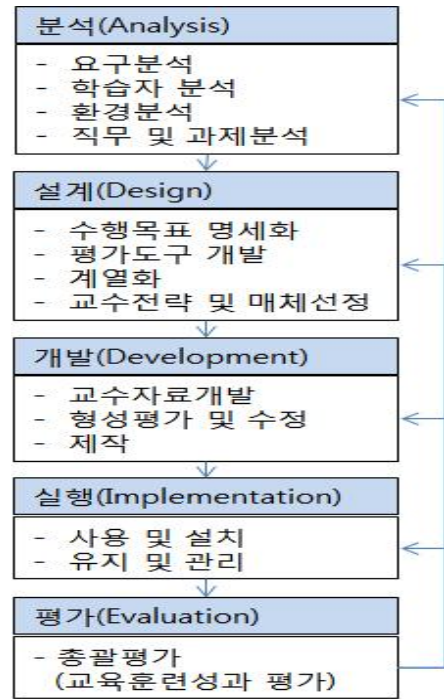 분석(Analysis)
- 요구분석
- 학습자 분석
- 환경분석
- 직무 및 과제분석
설계(Design)
- 수행목표 명세화
- 평가도구 개발
- 계열화
- 교수전략 및 매체선정
개발(Development)
- 교수자료개발
- 형성평가 및 수정
- 제작
실행(Implementation)
- 사용 및 설치
- 유지 및 관리
평가(Evaluation)
- 총괄평가
(교육훈련성과 평가)